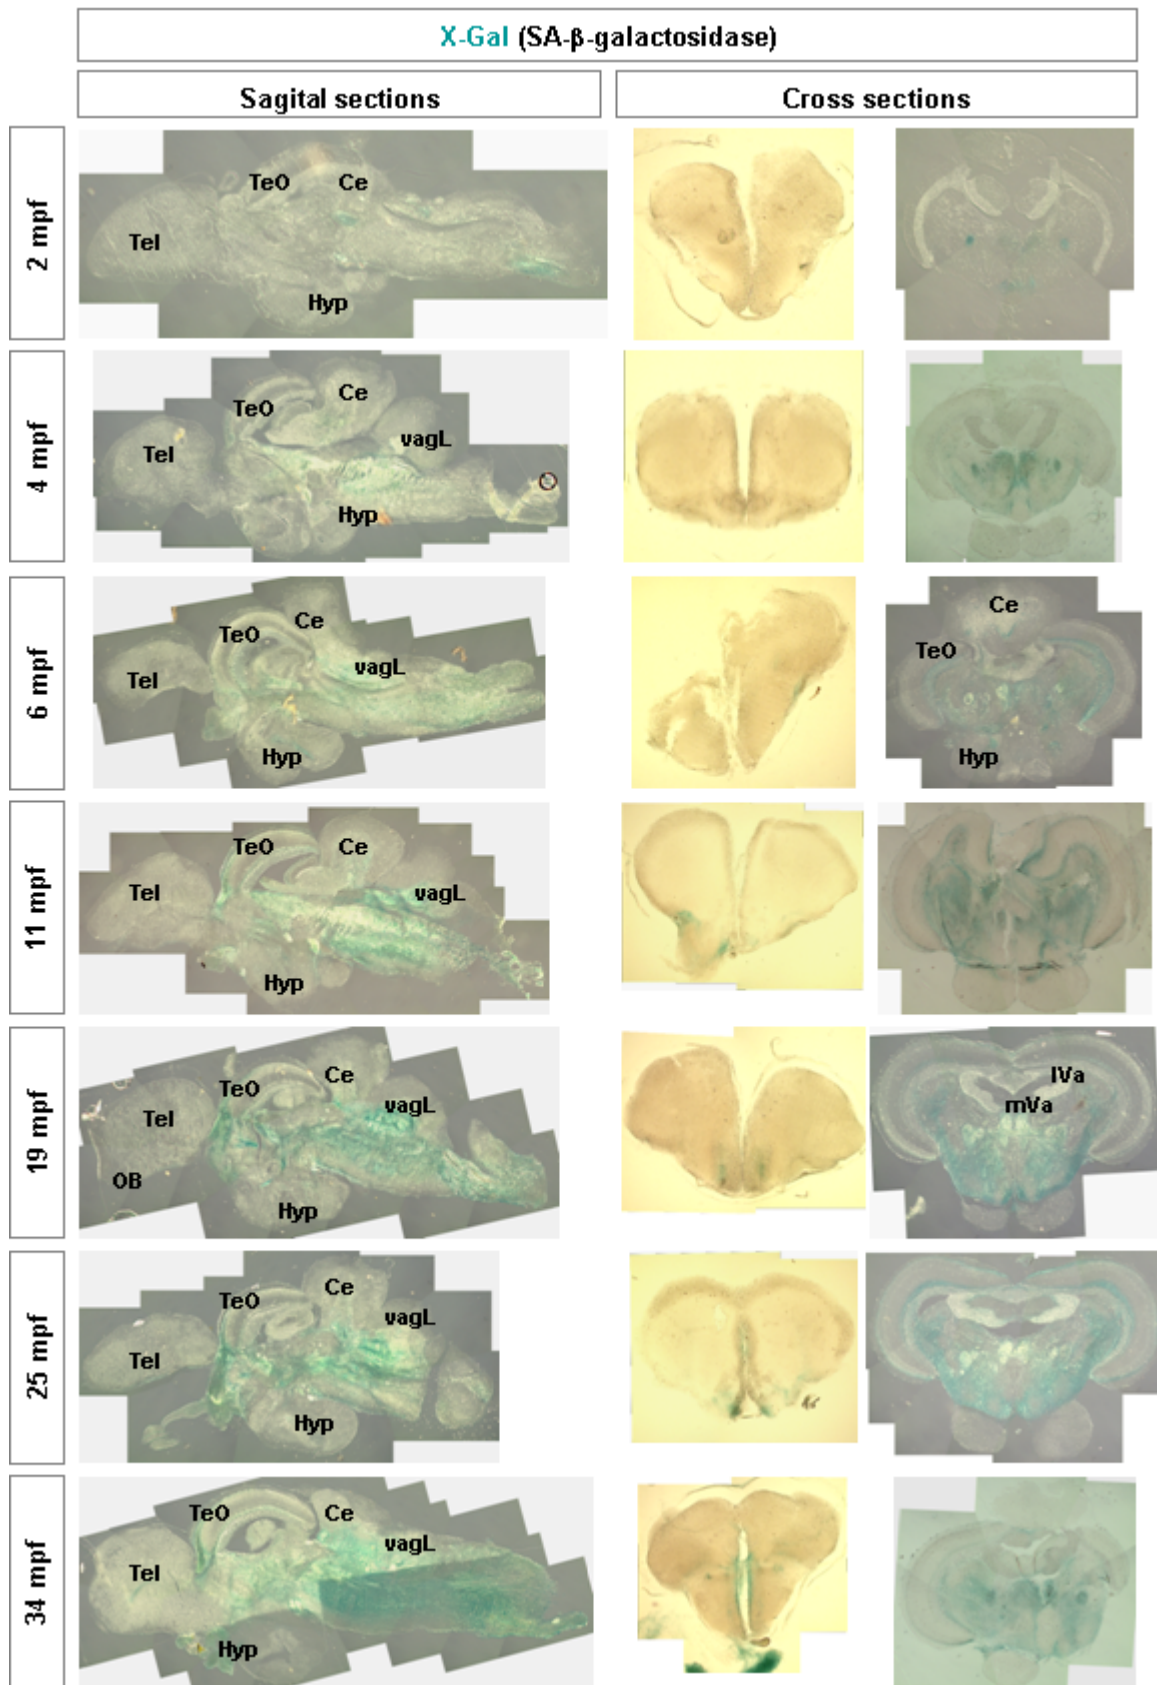 X-Gal (SA-β-galactosidase)
Sagital sections
Cross sections
2 mpf
TeO
Ce
Tel
Hyp
4 mpf
Ce
TeO
vagL
Tel
Hyp
6 mpf
Ce
TeO
vagL
Tel
Hyp
Ce
TeO
Hyp
11 mpf
TeO
Ce
Tel
vagL
Hyp
19 mpf
Ce
TeO
vagL
Tel
OB
Hyp
lVa
mVa
25 mpf
Ce
TeO
vagL
Tel
Hyp
34 mpf
TeO
Ce
vagL
Tel
Hyp